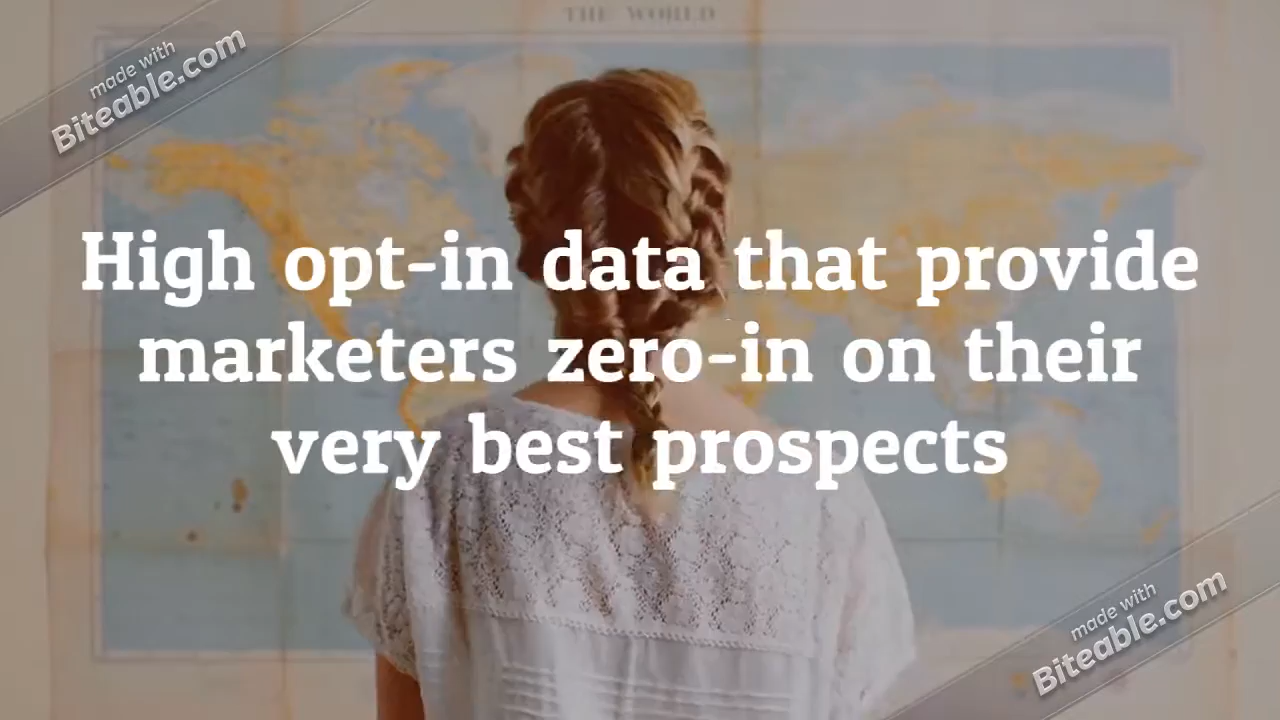 THE WORLD
made with
Biteable.com
High opt-in data that provide
marketers zero-in on their
very best prospects
made with
Biteable.com